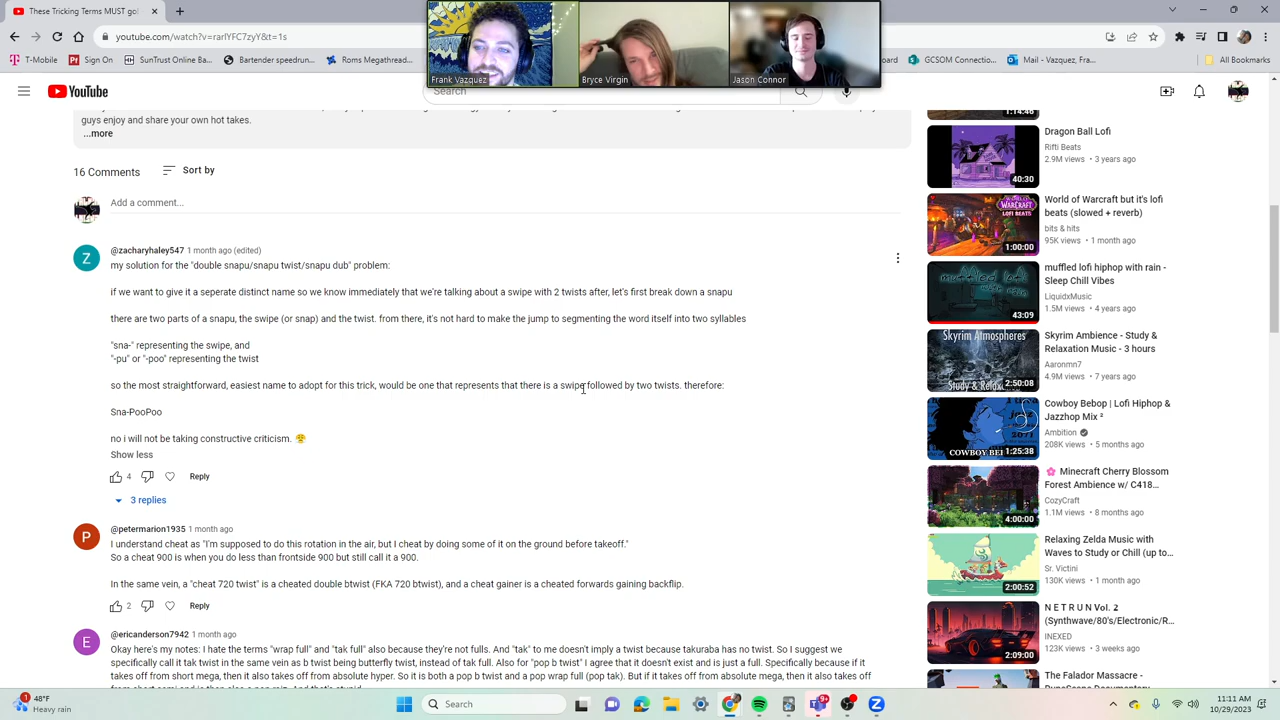 These Ticking Terms MUST go!
youtube.com/watch?v=rarlYFC7zyY&t=1s
T-Mobile
Sign On
SunTrust Online Ba...
Bartender speedrun...
Roms Megathread...
GCSOM Connectio...
Mail - Vazquez, Fra...
All Bookmarks
Frank Vazquez
Bryce Virgin
Jason Connor
YouTube
Search
guys enjoy and share your own hot takes.
...more
16 Comments
Sort by
Add a comment...
@zacharyhaley547 1 month ago (edited)
my solution for the "double snapu/snapu twist/snapu dub" problem:
if we want to give it a seperate distinct name so we know immediately that we're talking about a swipe with 2 twists after, let's first break down a snapu
there are two parts of a snapu, the swipe (or snap) and the twist. from there, it's not hard to make the jump to segmenting the word itself into two syllables
"sna-" representing the swipe, and
"-pu" or "-poo" representing the twist
so the most straightforward, easiest name to adopt for this trick, would be one that represents that there is a swipe followed by two twists. therefore:
Sna-PooPoo
no i will not be taking constructive criticism.
Show less
4
Reply
3 replies
@petermarion1935 1 month ago
I understand cheat as "I'm supposed to do this rotation in the air, but I cheat by doing some of it on the ground before takeoff."
So a cheat 900 is when you do less than frontside 900 but still call it a 900.
In the same vein, a "cheat 720 twist" is a cheated double btwist (FKA 720 btwist), and a cheat gainer is a cheated forwards gaining backflip.
2
Reply
@ericanderson7942 1 month ago
Okay here's my notes: I hate the terms "wrap full" and "tak full" also because they're not fulls. And "tak" to me doesn't imply a twist because takuraba has no twist. So I suggest we
specifically call it tak twist in the same vein as it being butterfly twist, instead of tak full. Also for "pop b twist" I agree that it doesn't exist and is just a full. Specifically because if it
takes off from short mega, then it also takes off from absolute hyper. So it is both a pop b twist and a pop wrap full (pop tak). But if it takes off from absolute mega, then it also takes off
1:14:46
Dragon Ball Lofi
Rifti Beats
2.9M views • 3 years ago
40:30
World of Warcraft but it's lofi
beats (slowed + reverb)
bits & hits
95K views • 1 month ago
1:00:00
muffled lofi hiphop with rain -
Sleep Chill Vibes
LiquidxMusic
1.5M views • 4 years ago
43:09
Skyrim Atmospheres
Study & Relax
2:50:08
Skyrim Ambience - Study &
Relaxation Music - 3 hours
Aaronmn7
4.9M views • 7 years ago
COWBOY BE
1:25:38
Cowboy Bebop | Lofi Hiphop &
Jazzhop Mix ²
Ambition
208K views • 5 months ago
4:00:00
Minecraft Cherry Blossom
Forest Ambience w/ C418...
CozyCraft
1.1M views • 8 months ago
2:00:52
Relaxing Zelda Music with
Waves to Study or Chill (up to...
Sr. Victini
130K views • 1 month ago
2:09:00
N E T R U N Vol. 2
(Synthwave/80's/Electronic/R...
INEXED
123K views • 3 weeks ago
The Falador Massacre -
48°F
Heavy rain
Search
11:11 AM
10/29/2023